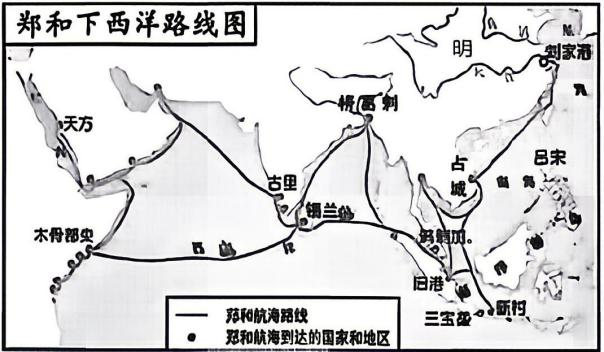 郑和下西洋路线图
明
刘家港
天方
榜葛剌
古里
占城
吕宋
锡兰山
满剌加
木骨都束
旧港
三宝垄
新村
郑和航海路线
郑和航海到达的国家和地区